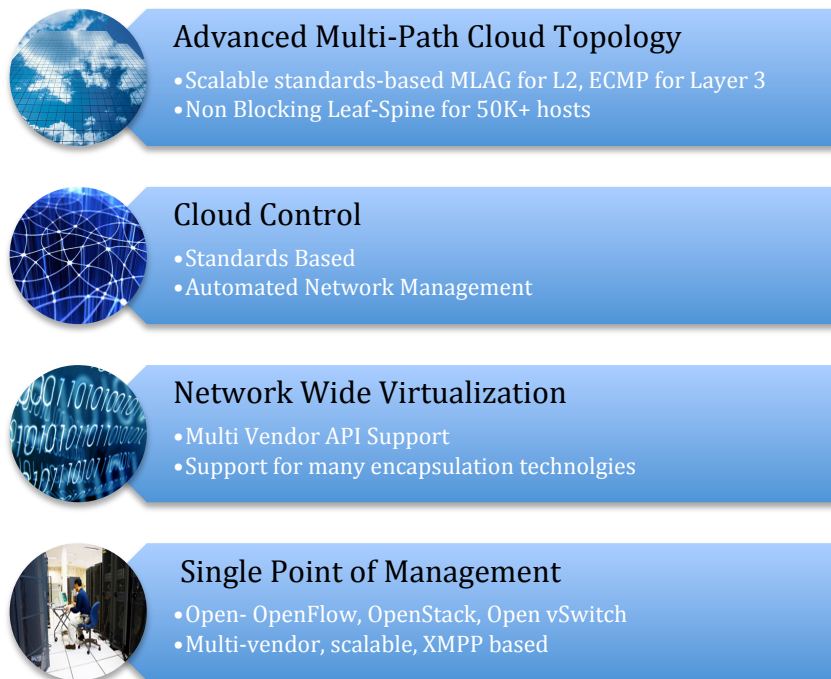 Advanced Multi-Path Cloud Topology
•Scalable standards-based MLAG for L2, ECMP for Layer 3
•Non Blocking Leaf-Spine for 50K+ hosts
Cloud Control
•Standards Based
•Automated Network Management
Network Wide Virtualization
•Multi Vendor API Support
•Support for many encapsulation technolgies
Single Point of Management
•Open- OpenFlow, OpenStack, Open vSwitch
•Multi-vendor, scalable, XMPP based